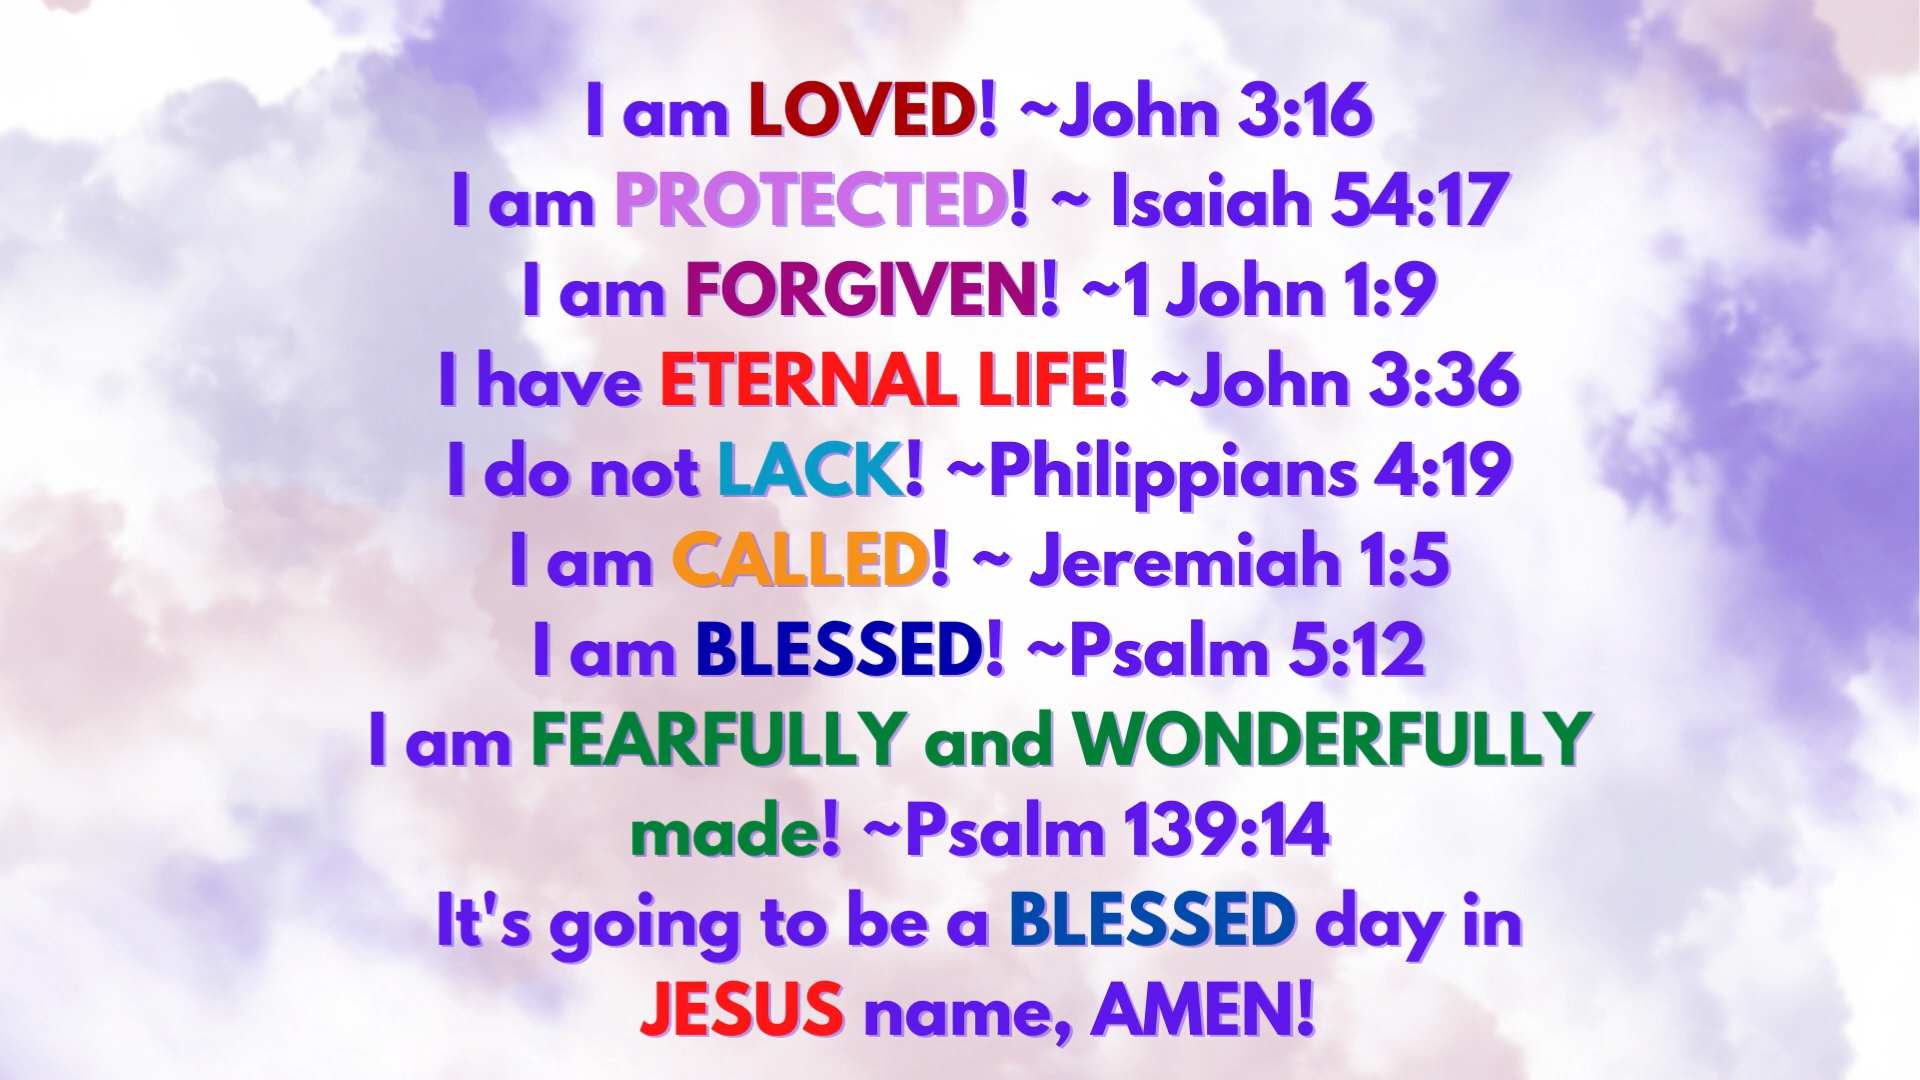 I am LOVED! ~John 3:16
I am PROTECTED! ~ Isaiah 54:17
I am FORGIVEN! ~1 John 1:9
I have ETERNAL LIFE! ~John 3:36
I do not LACK! ~Philippians 4:19
I am CALLED! ~ Jeremiah 1:5
I am BLESSED! ~Psalm 5:12
I am FEARFULLY and WONDERFULLY
made! ~Psalm 139:14
It's going to be a BLESSED day in
JESUS name, AMEN!